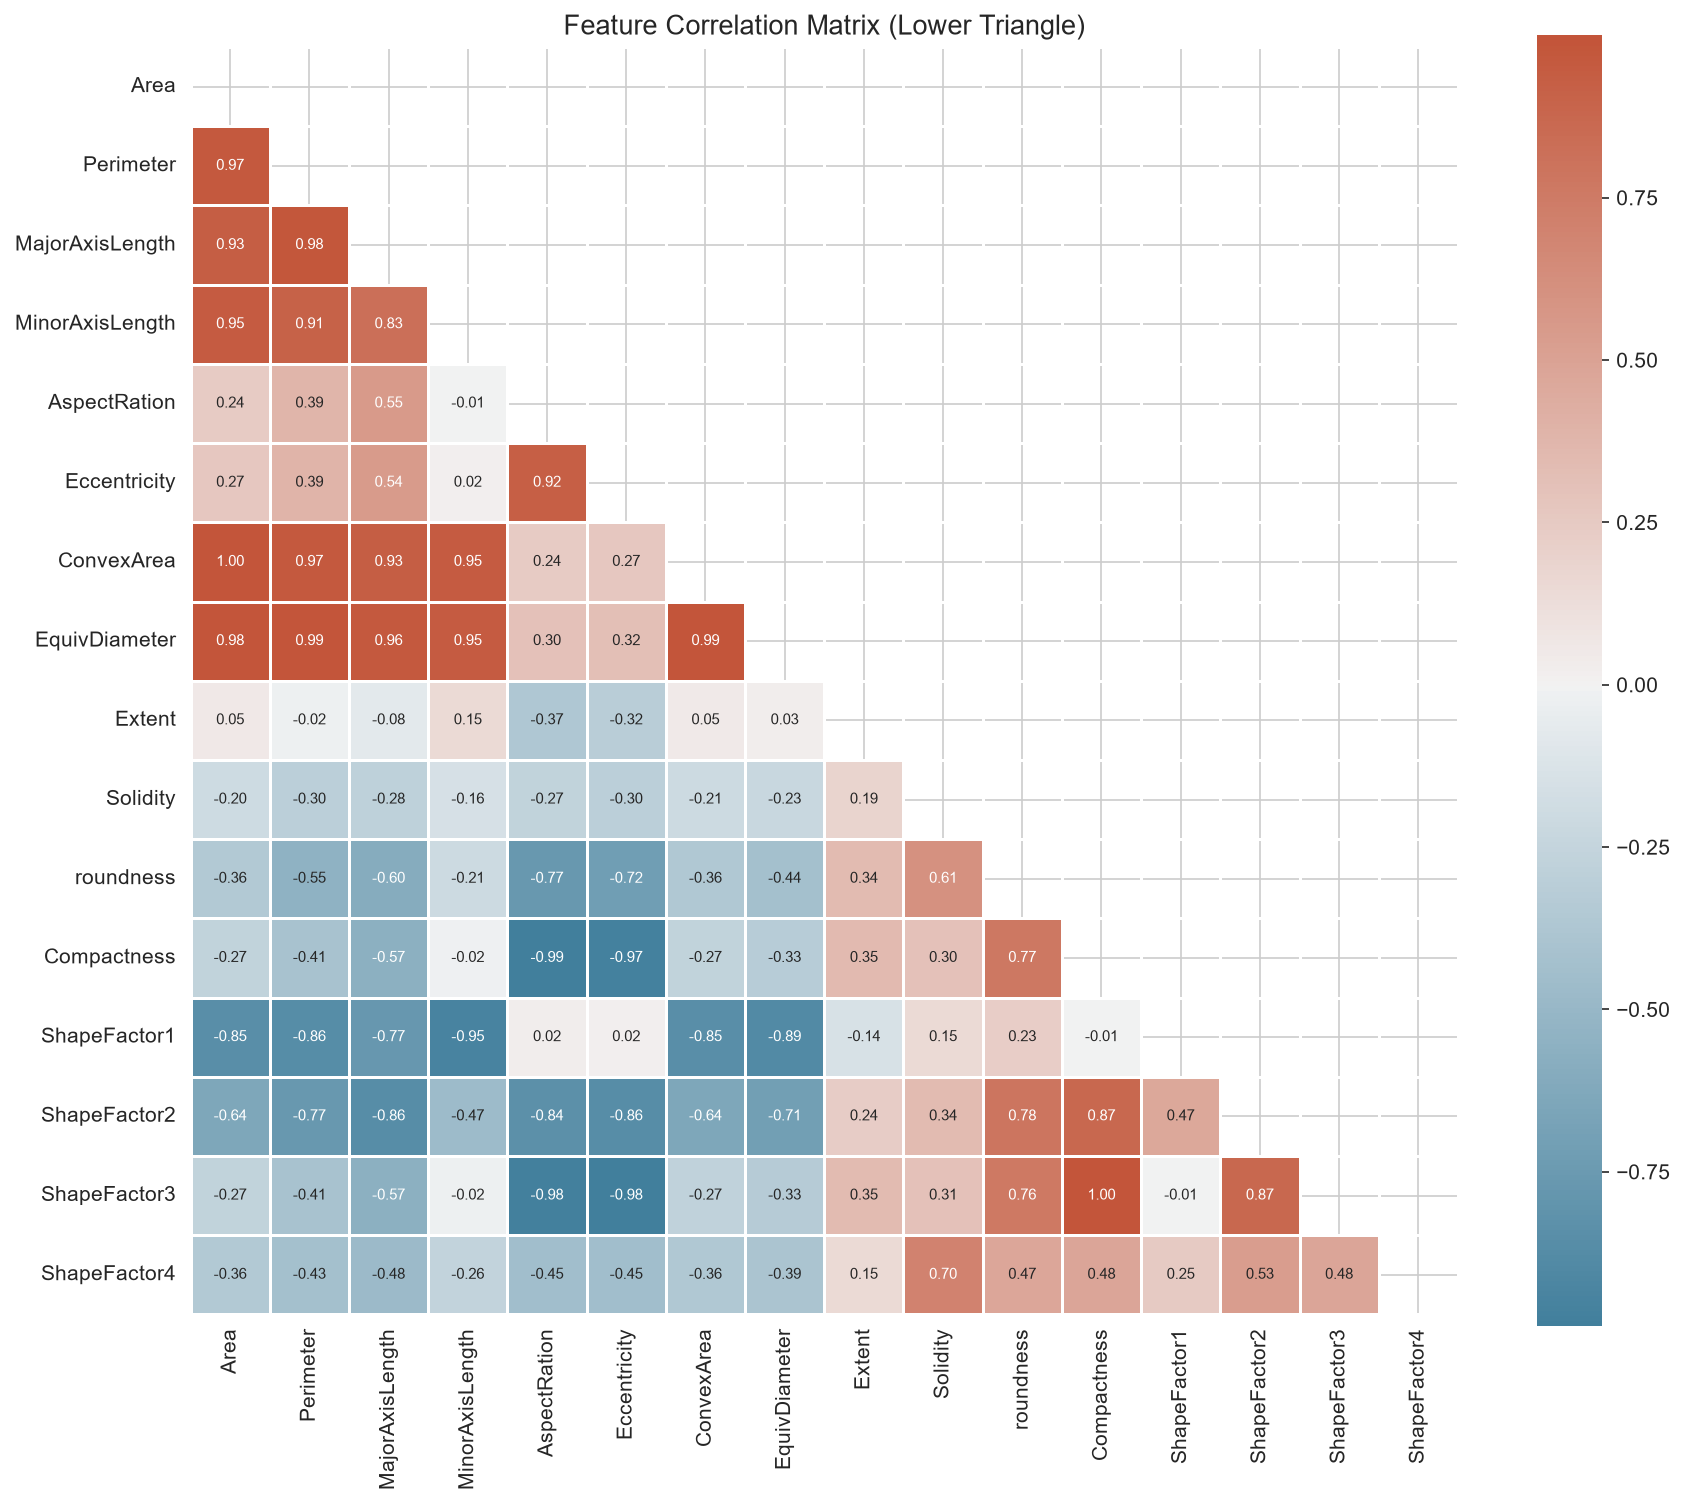 Feature Correlation Matrix (Lower Triangle)
Area
Perimeter 0.97
MajorAxisLength 0.93 0.98
MinorAxisLength 0.95 0.91 0.83
AspectRation 0.24 0.39 0.55 -0.01
Eccentricity 0.27 0.39 0.54 0.02 0.92
ConvexArea 1.00 0.97 0.93 0.95 0.24 0.27
EquivDiameter 0.98 0.99 0.96 0.95 0.30 0.32 0.99
Extent 0.05 -0.02 -0.08 0.15 -0.37 -0.32 0.05 0.03
Solidity -0.20 -0.30 -0.28 -0.16 -0.27 -0.30 -0.21 -0.23 0.19
roundness -0.36 -0.55 -0.60 -0.21 -0.77 -0.72 -0.36 -0.44 0.34 0.61
Compactness -0.27 -0.41 -0.57 -0.02 -0.99 -0.97 -0.27 -0.33 0.35 0.30 0.77
ShapeFactor1 -0.85 -0.86 -0.77 -0.95 0.02 0.02 -0.85 -0.89 -0.14 0.15 0.23 -0.01
ShapeFactor2 -0.64 -0.77 -0.86 -0.47 -0.84 -0.86 -0.64 -0.71 0.24 0.34 0.78 0.87 0.47
ShapeFactor3 -0.27 -0.41 -0.57 -0.02 -0.98 -0.98 -0.27 -0.33 0.35 0.31 0.76 1.00 -0.01 0.87
ShapeFactor4 -0.36 -0.43 -0.48 -0.26 -0.45 -0.45 -0.36 -0.39 0.15 0.70 0.47 0.48 0.25 0.53 0.48
Area
Perimeter
MajorAxisLength
MinorAxisLength
AspectRation
Eccentricity
ConvexArea
EquivDiameter
Extent
Solidity
roundness
Compactness
ShapeFactor1
ShapeFactor2
ShapeFactor3
ShapeFactor4
0.75
0.50
0.25
0.00
−0.25
−0.50
−0.75